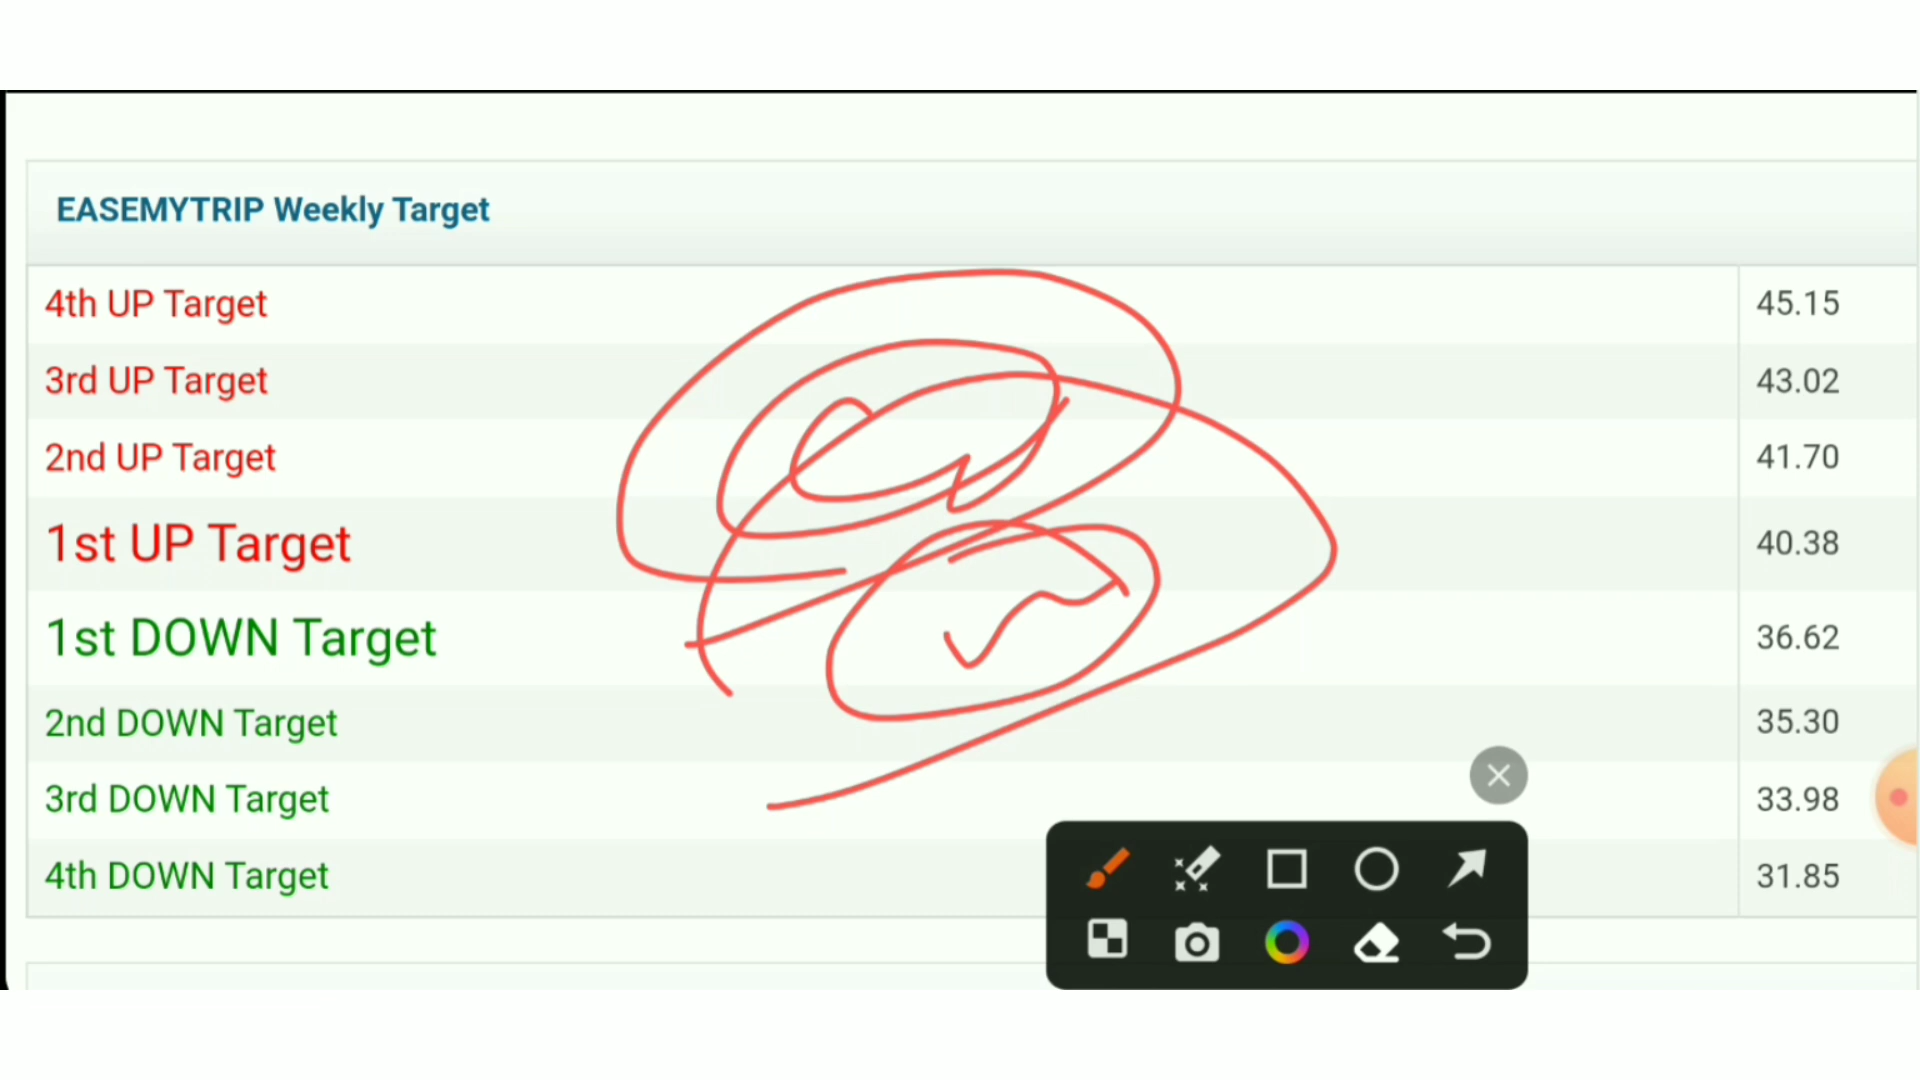 EASEMYTRIP Weekly Target
4th UP Target 45.15
3rd UP Target 43.02
2nd UP Target 41.70
1st UP Target 40.38
1st DOWN Target 36.62
2nd DOWN Target 35.30
3rd DOWN Target 33.98
4th DOWN Target 31.85